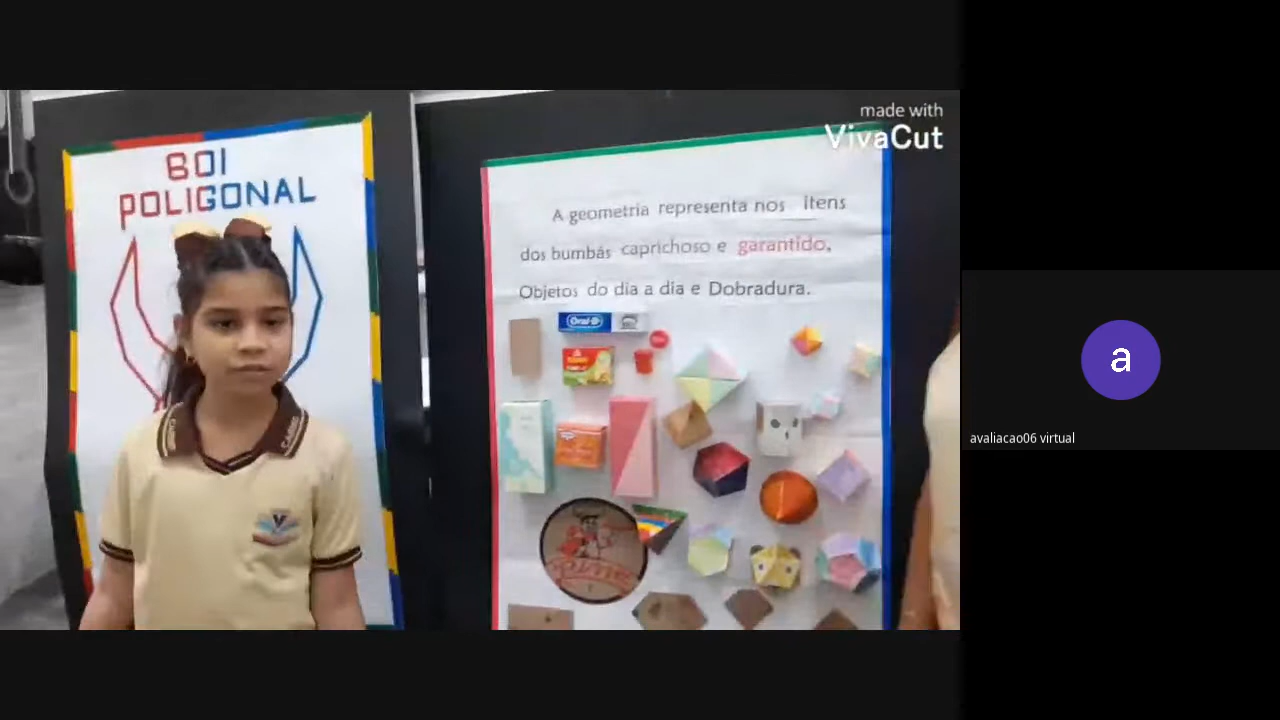 made with
VivaCut
BOI
POLIGONAL
A geometria representa nos itens
dos bumbás caprichoso e garantido,
Objetos do dia a dia e Dobradura.
Oral-B
a
avaliacao06 virtual